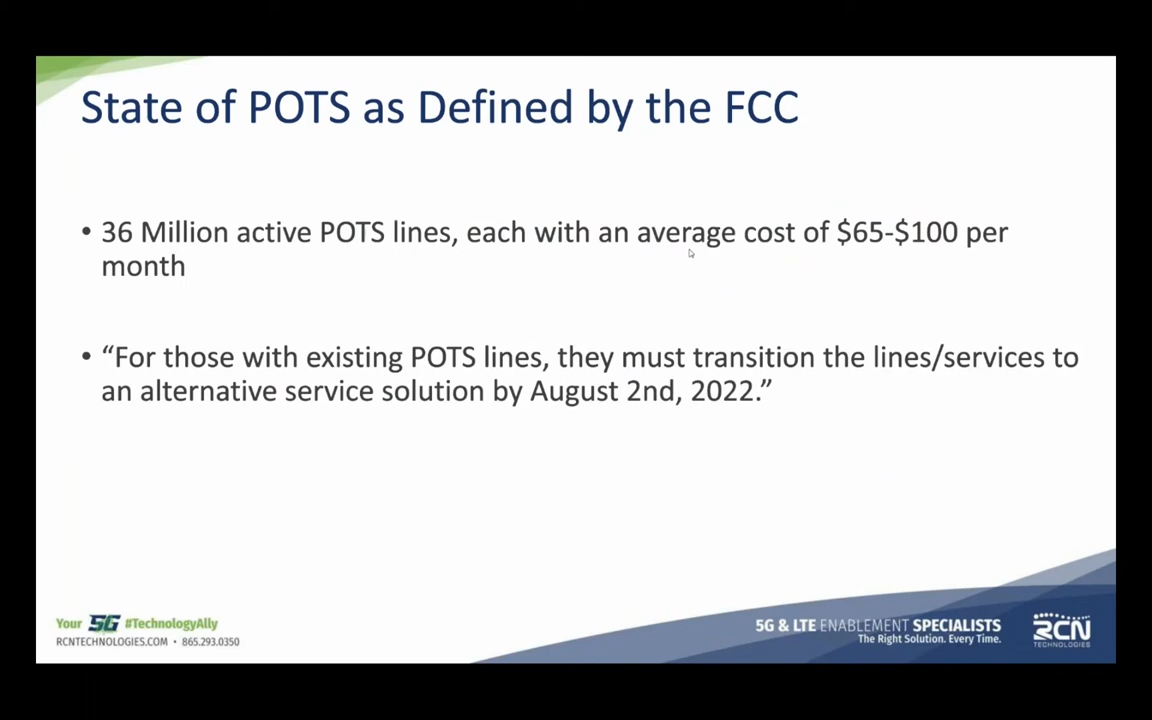 State of POTS as Defined by the FCC
• 36 Million active POTS lines, each with an average cost of $65-$100 per
month
• “For those with existing POTS lines, they must transition the lines/services to
an alternative service solution by August 2nd, 2022.”
Your 5G #TechnologyAlly
RCNTECHNOLOGIES.COM • 865.293.0350
5G & LTE ENABLEMENT SPECIALISTS
The Right Solution. Every Time.
RCN
TECHNOLOGIES